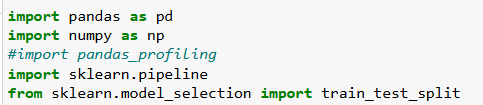 import pandas as pd
import numpy as np
#import pandas_profiling
import sklearn.pipeline
from sklearn.model_selection import train_test_split